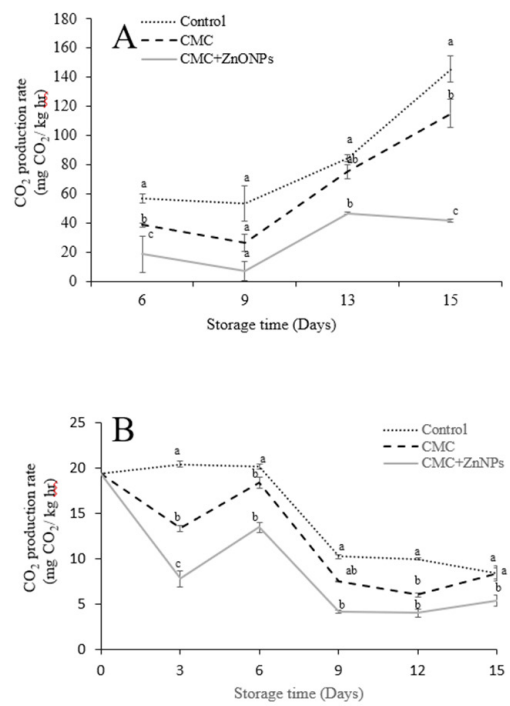 A
Control
CMC
CMC+ZnONPs
180
160
140
120
100
80
60
40
20
0
CO2 production rate
(mg CO2/ kg hr)
a
b
c
a
a
a
a
ab
b
a
b
c
6 9 13 15
Storage time (Days)
B
Control
CMC
CMC+ZnNPs
25
20
15
10
5
0
CO2 production rate
(mg CO2/ kg hr)
a
b
c
a
b
b
a
ab
b
a
b
b
a
a
b
0 3 6 9 12 15
Storage time (Days)